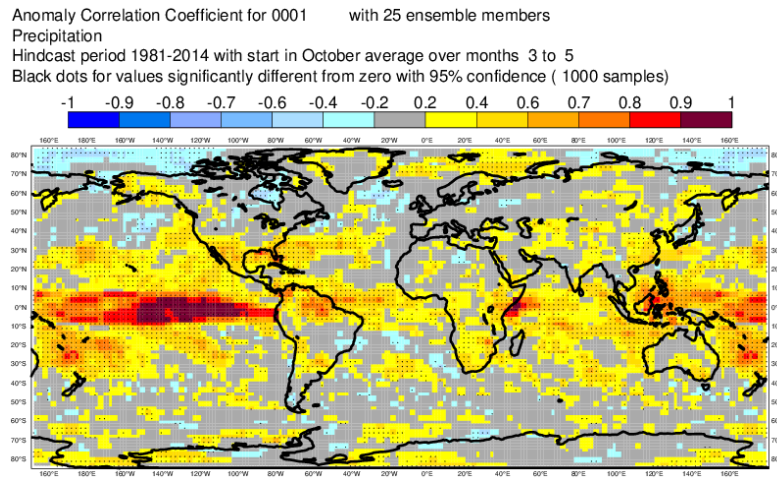 Anomaly Correlation Coefficient for 0001 with 25 ensemble members
Precipitation
Hindcast period 1981-2014 with start in October average over months 3 to 5
Black dots for values significantly different from zero with 95% confidence ( 1000 samples)
-1 -0.9 -0.8 -0.7 -0.6 -0.4 -0.2 0.2 0.4 0.6 0.7 0.8 0.9 1
160°E 180°W 160°W 140°W 120°W 100°W 80°W 60°W 40°W 20°W 0°E 20°E 40°E 60°E 80°E 100°E 120°E 140°E 160°E
80°N
70°N
60°N
50°N
40°N
30°N
20°N
10°N
0°N
10°S
20°S
30°S
40°S
50°S
60°S
70°S
80°S
160°E 180°W 160°W 140°W 120°W 100°W 80°W 60°W 40°W 20°W 0°E 20°E 40°E 60°E 80°E 100°E 120°E 140°E 160°E